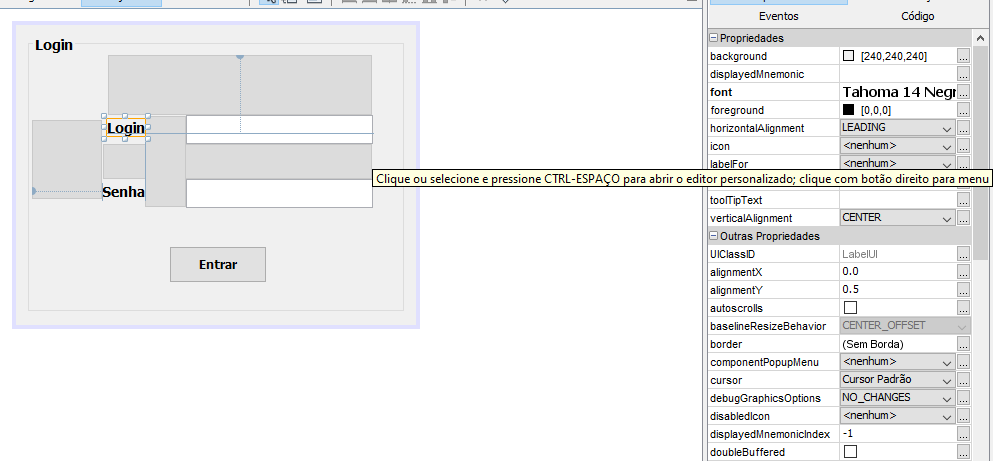 Eventos Código
Login
Propriedades
background [240,240,240] ...
displayedMnemonic ...
font Tahoma 14 Negr ...
foreground [0,0,0] ...
Login
horizontalAlignment LEADING ...
icon <nenhum> ...
labelFor <nenhum> ...
Clique ou selecione e pressione CTRL-ESPAÇO para abrir o editor personalizado; clique com botão direito para menu
Senha
toolTipText ...
verticalAlignment CENTER ...
Outras Propriedades
UIClassID LabelUI ...
Entrar
alignmentX 0.0 ...
alignmentY 0.5 ...
autoscrolls ...
baselineResizeBehavior CENTER_OFFSET
border (Sem Borda) ...
componentPopupMenu <nenhum> ...
cursor Cursor Padrão ...
debugGraphicsOptions NO_CHANGES ...
disabledIcon <nenhum> ...
displayedMnemonicIndex -1 ...
doubleBuffered ...